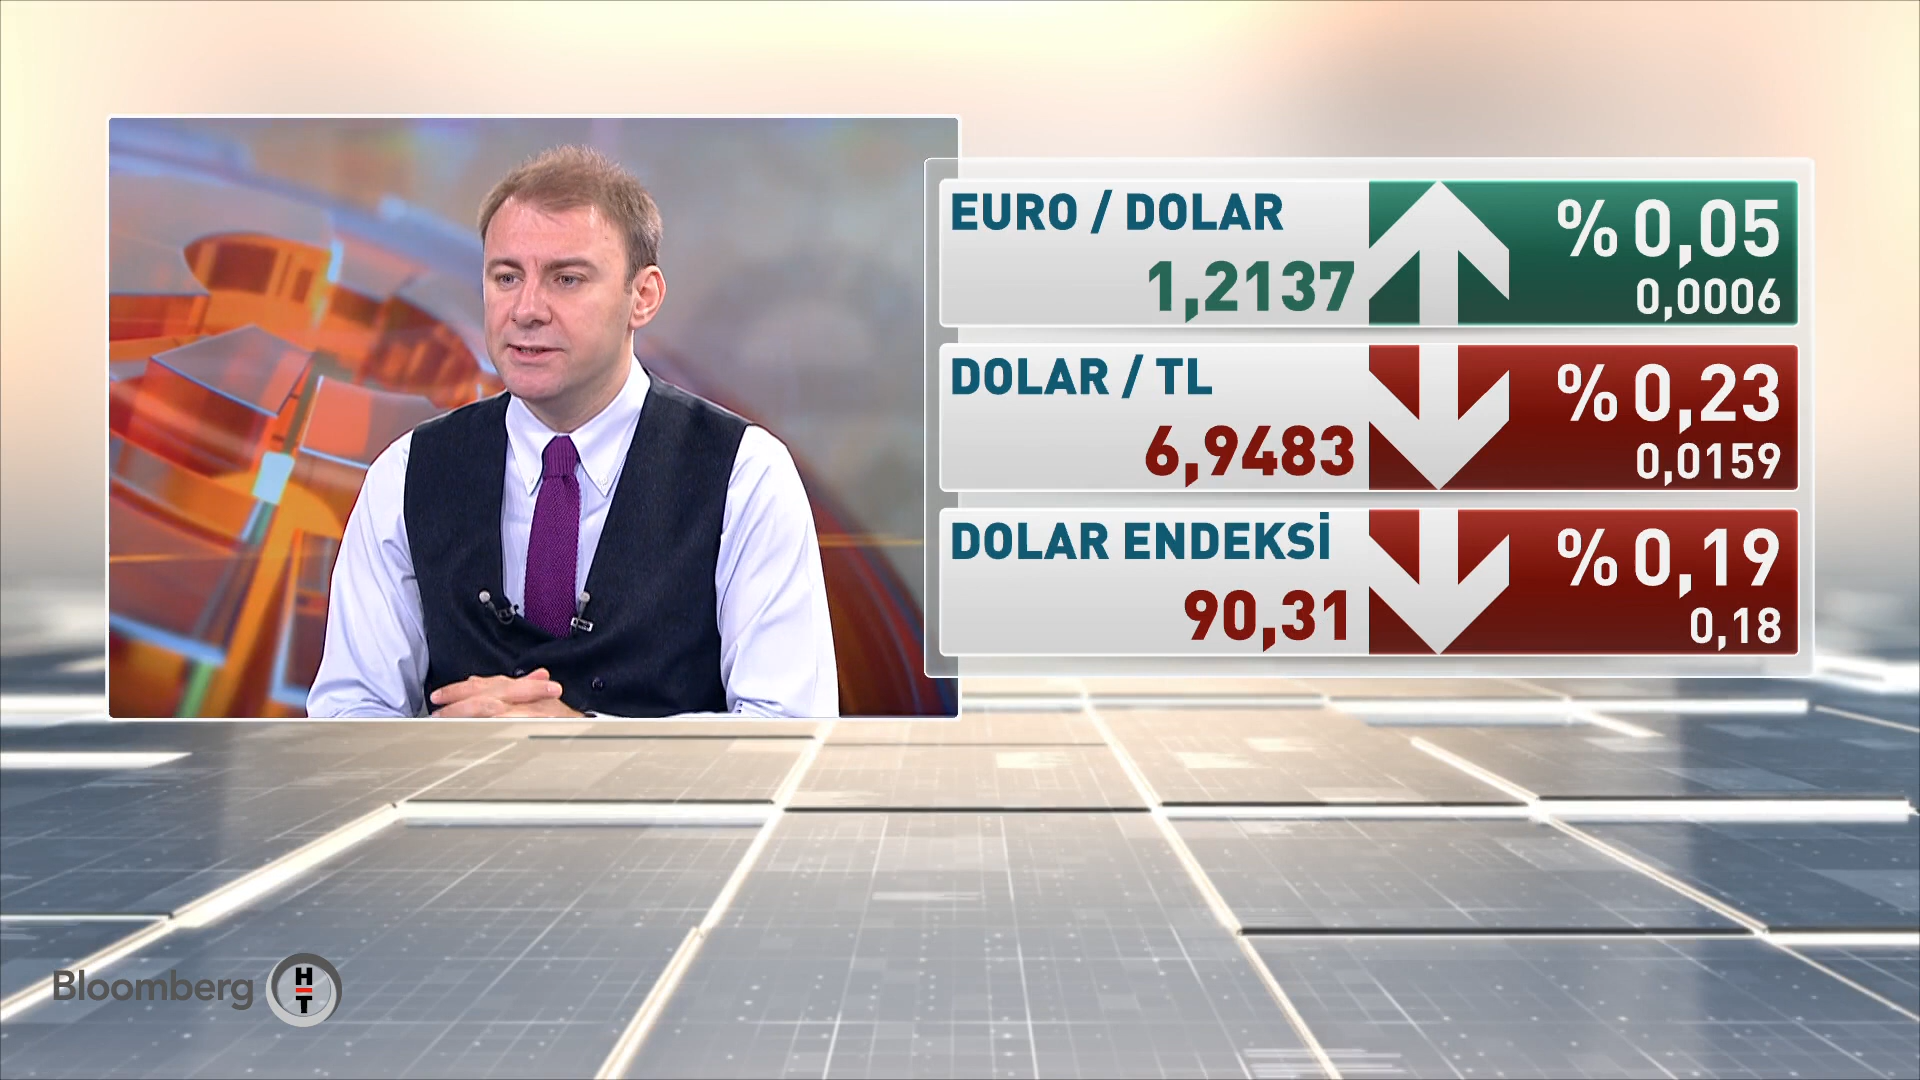 EURO / DOLAR
1,2137
% 0,05
0,0006
DOLAR / TL
6,9483
% 0,23
0,0159
DOLAR ENDEKSİ
90,31
% 0,19
0,18
Bloomberg HT